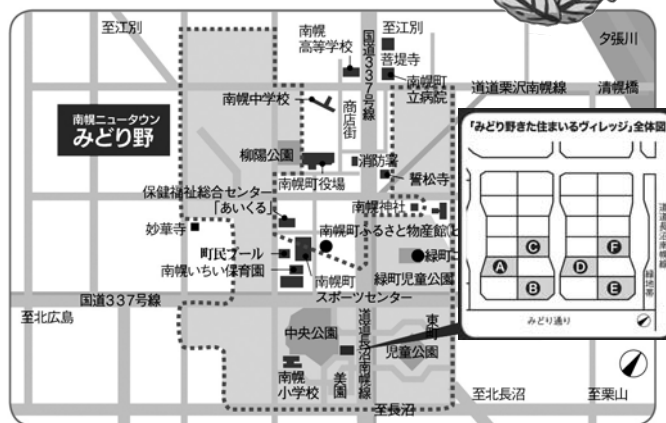 至江別
南幌
高等学校
国道337号線
至江別
菩提寺
夕張川
南幌町
立病院
道道栗沢南幌線
清幌橋
南幌中学校
商店街
南幌ニュータウン
みどり野
「みどり野きた住まいるヴィレッジ」全体図
柳陽公園
消防署
誓松寺
南幌町役場
保健福祉総合センター
「あいくる」
南幌神社
妙華寺
南幌町ふるさと物産館
町民プール
緑町
南幌いちい保育園
南幌町
スポーツセンター
緑町児童公園
国道337号線
至北広島
中央公園
道道長沼南幌線
東町
児童公園
南幌
小学校
美園
至長沼
至北長沼
至栗山
C
F
A
D
B
E
道道長沼南幌線
緑地帯
みどり通り